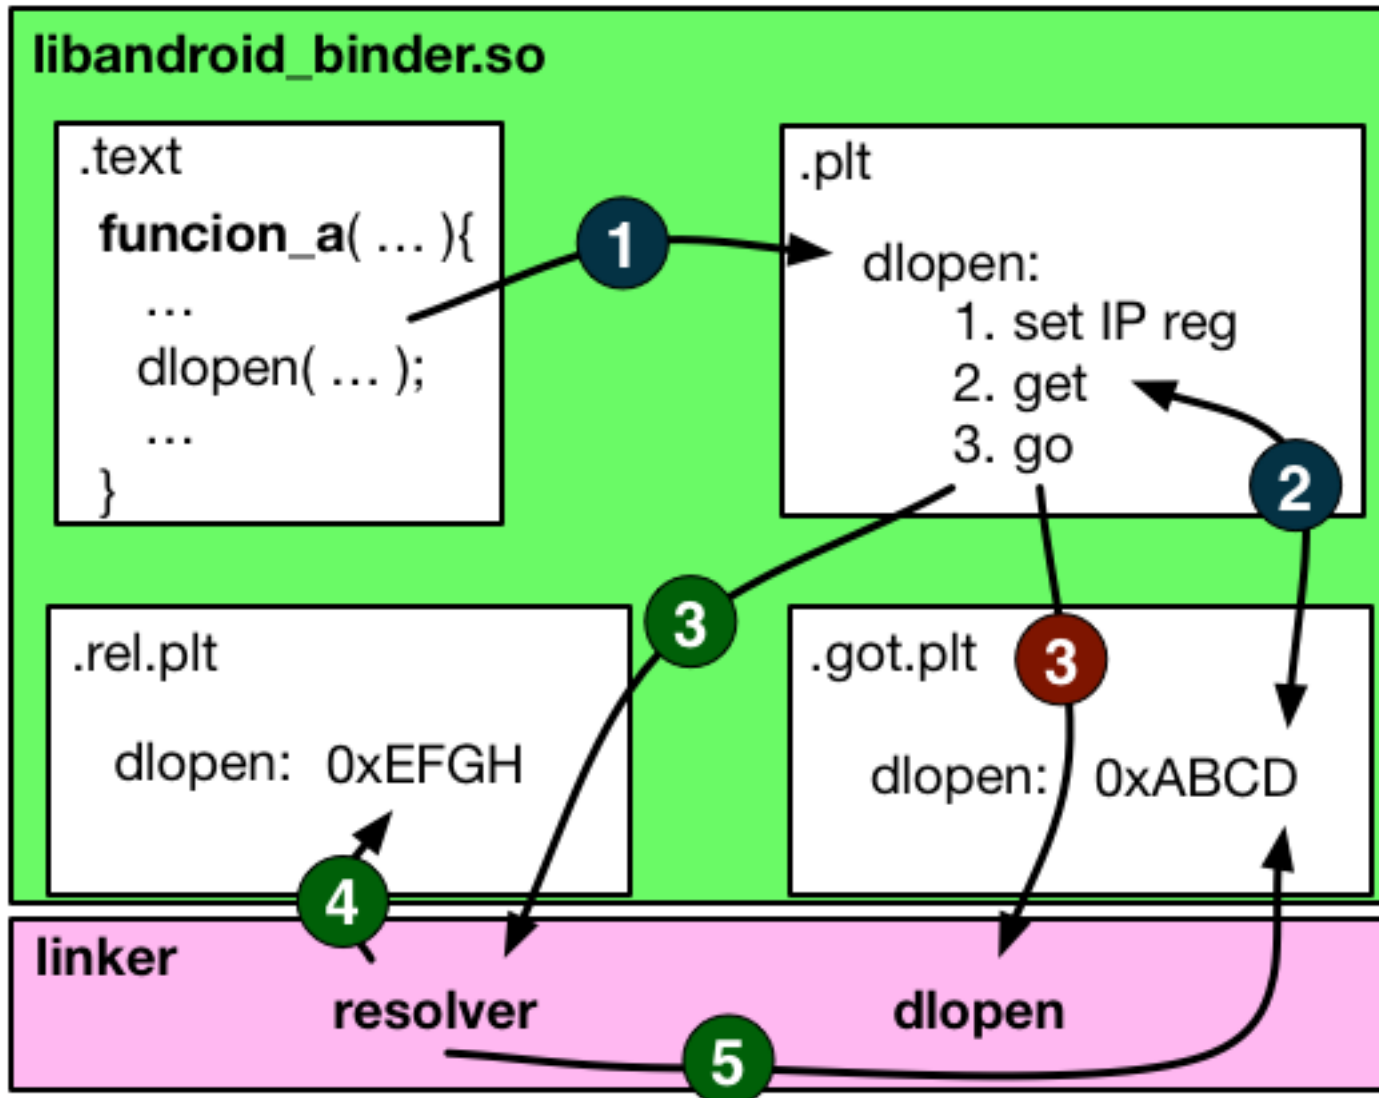 libandroid_binder.so
.text
funcion_a( ... ){
...
dlopen( ... );
...
}
1
.plt
dlopen:
1. set IP reg
2. get
3. go
2
3
.rel.plt
dlopen: 0xEFGH
4
.got.plt
3
dlopen: 0xABCD
linker
resolver
dlopen
5